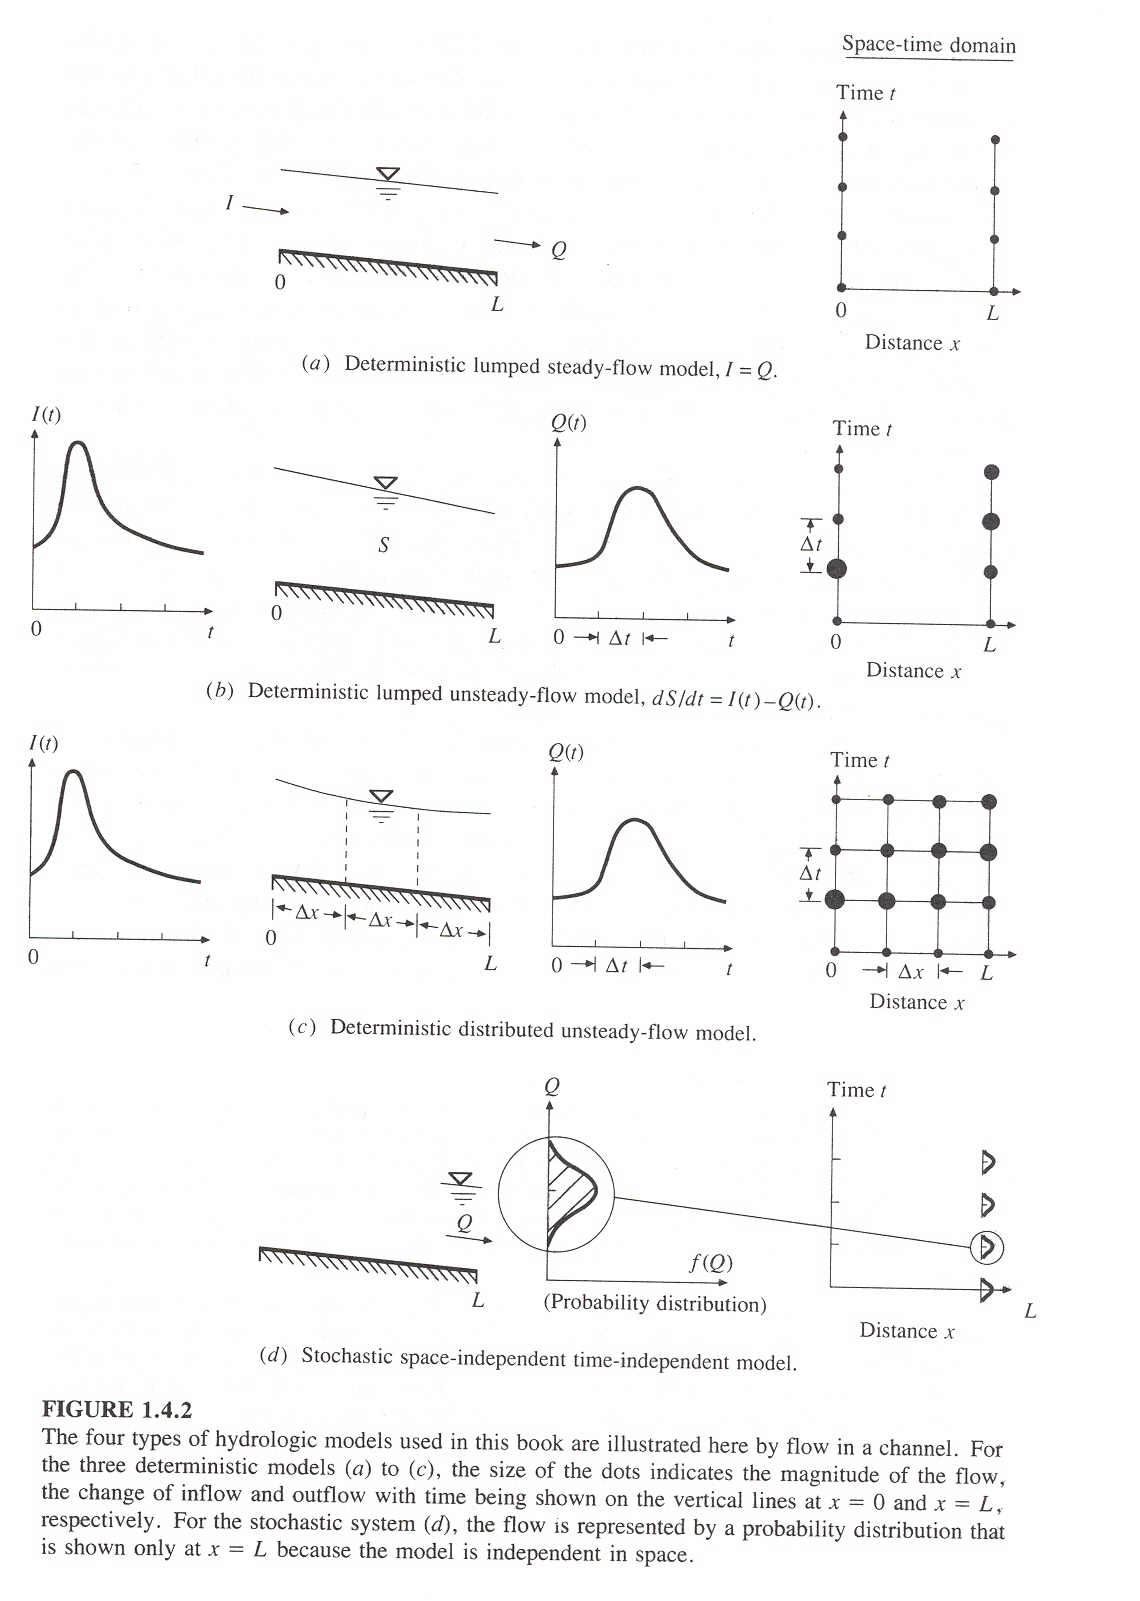 Space-time domain
Time t
I
Q
0
L
0
L
Distance x
(a) Deterministic lumped steady-flow model, I = Q.
I(t)
Q(t)
Time t
S
Δt
0
t
0
L
0
Δt
t
0
L
Distance x
(b) Deterministic lumped unsteady-flow model, dS/dt = I(t)–Q(t).
I(t)
Q(t)
Time t
Δt
Δx
Δx
Δx
0
t
0
L
0
Δt
t
0
Δx
L
Distance x
(c) Deterministic distributed unsteady-flow model.
Q
Time t
Q
f(Q)
L
(Probability distribution)
L
Distance x
(d) Stochastic space-independent time-independent model.
FIGURE 1.4.2
The four types of hydrologic models used in this book are illustrated here by flow in a channel. For
the three deterministic models (a) to (c), the size of the dots indicates the magnitude of the flow,
the change of inflow and outflow with time being shown on the vertical lines at x = 0 and x = L,
respectively. For the stochastic system (d), the flow is represented by a probability distribution that
is shown only at x = L because the model is independent in space.